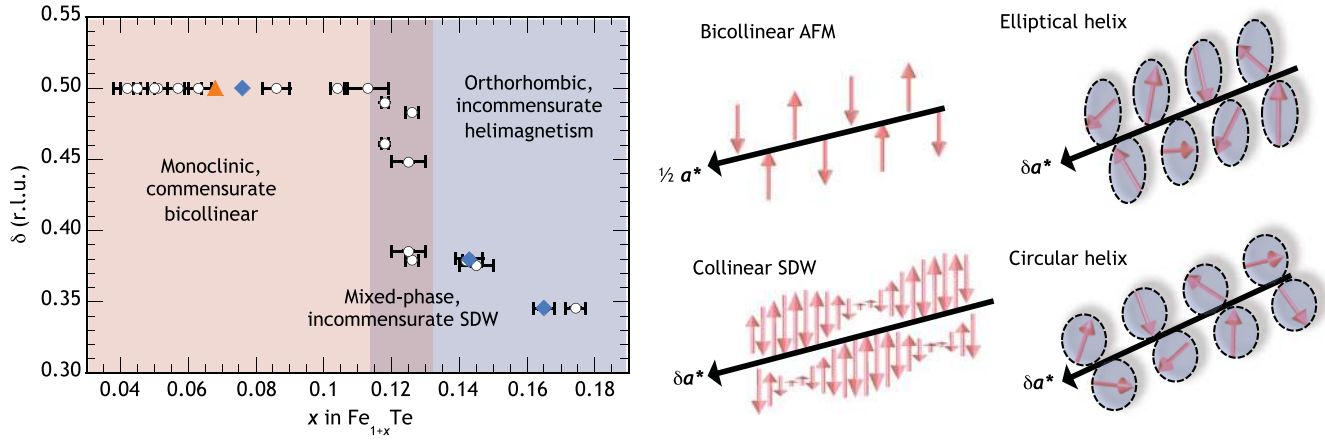 0.55
0.50
0.45
0.40
0.35
0.30
δ (r.l.u.)
Monoclinic,
commensurate
bicollinear
Orthorhombic,
incommensurate
helimagnetism
Mixed-phase,
incommensurate SDW
0.04
0.06
0.08
0.1
0.12
0.14
0.16
0.18
x in Fe1+xTe
Bicollinear AFM
½ a*
Elliptical helix
δa*
Collinear SDW
δa*
Circular helix
δa*